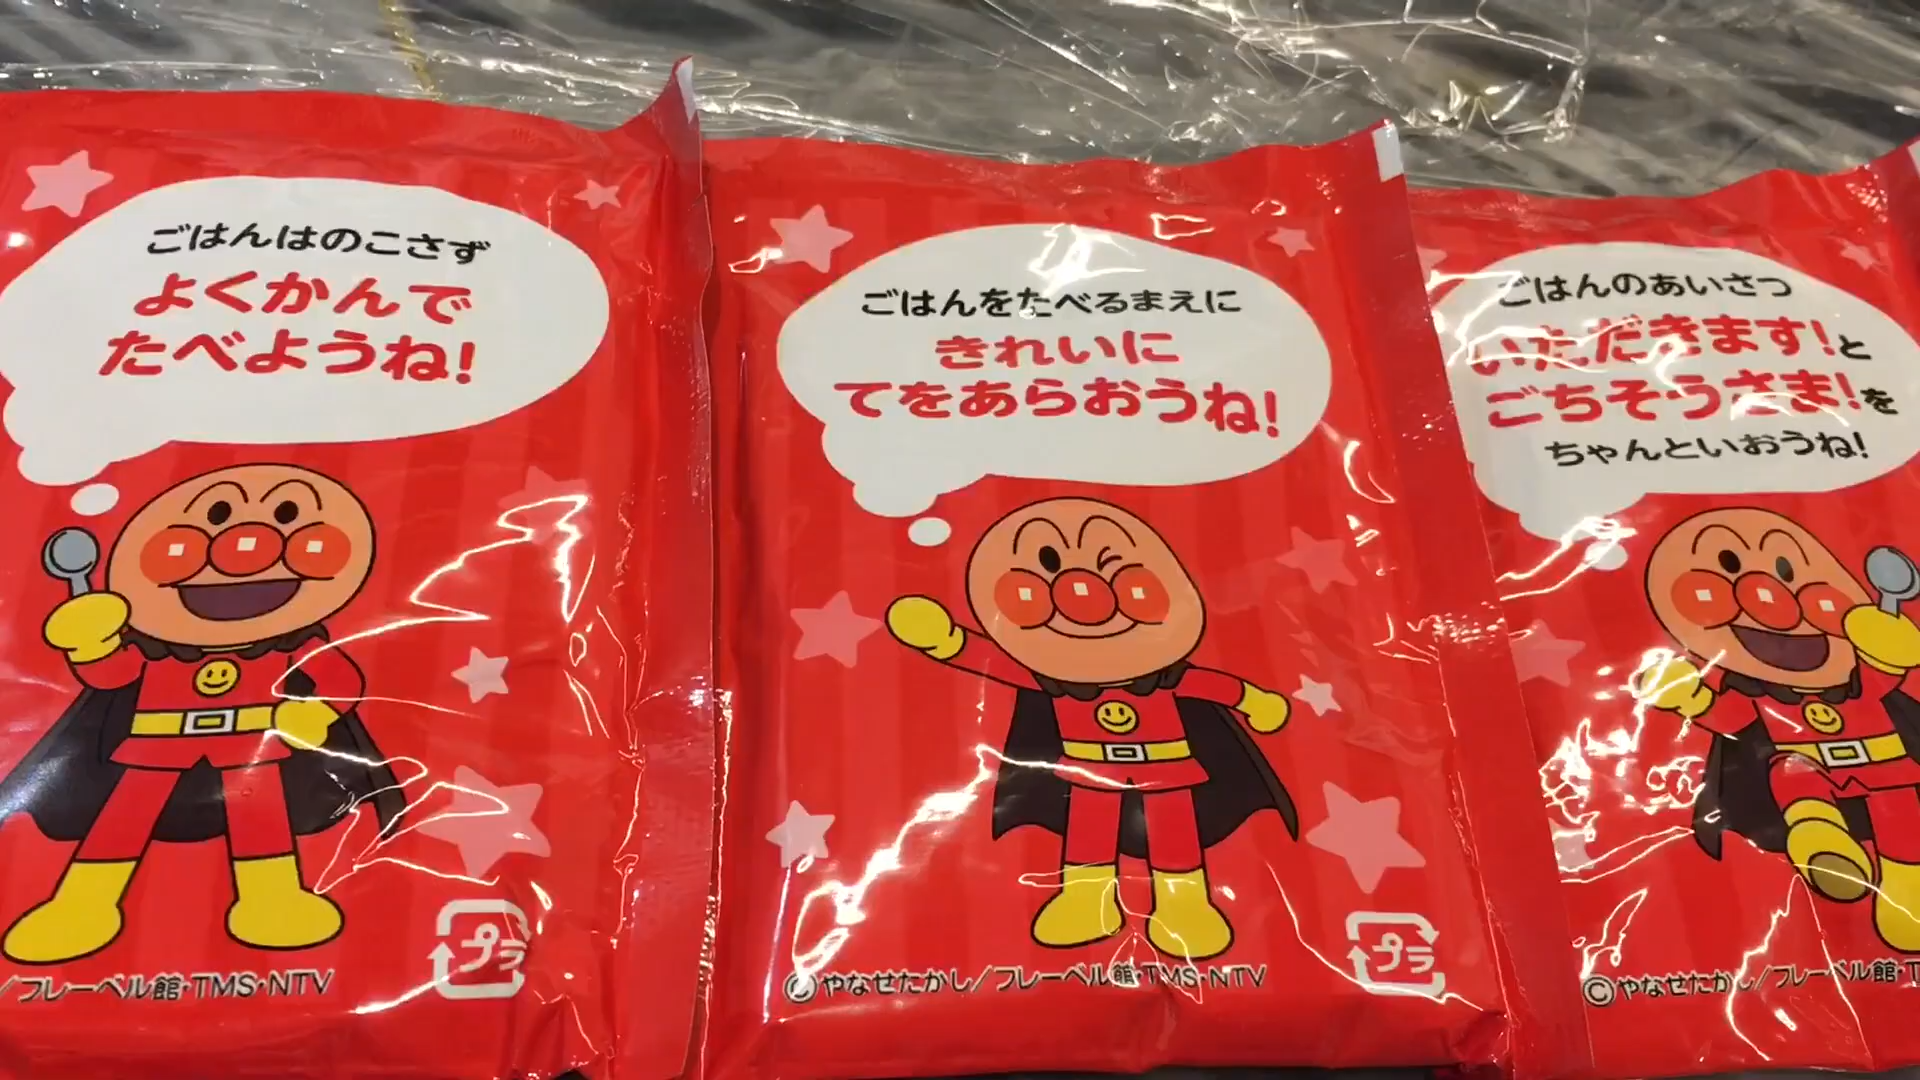 ごはんはのこさず
よくかんで
たべようね!
プラ
/フレーベル館・TMS・NTV
ごはんをたべるまえに
きれいに
てをあらおうね!
プラ
©やなせたかし/フレーベル館・TMS・NTV
ごはんのあいさつ
いただきます!と
ごちそうさま!を
ちゃんといおうね!
©やなせたかし/フレーベル館・T